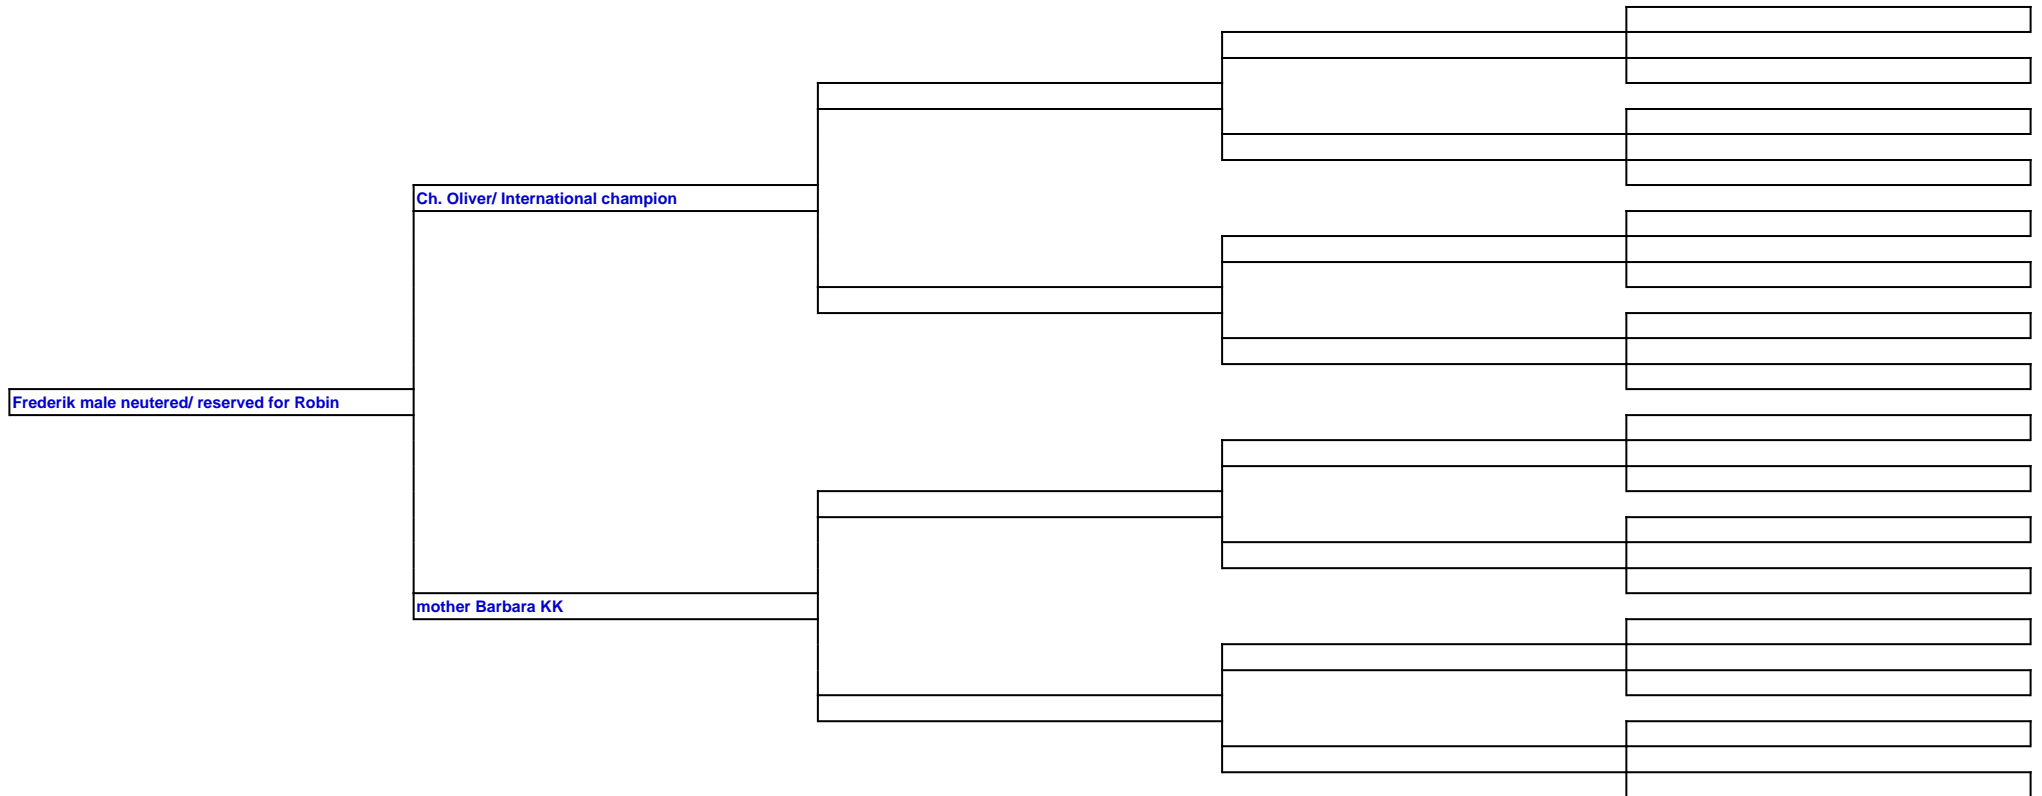 Ch. Oliver/ International champion
Frederik male neutered/ reserved for Robin
mother Barbara KK